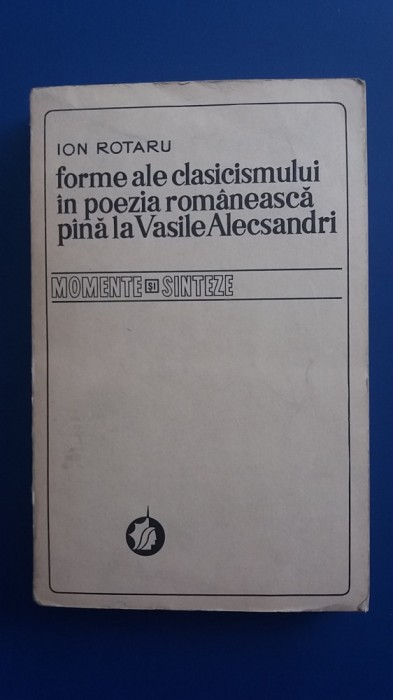 ION ROTARU
forme ale clasicismului
în poezia românească
pînă la Vasile Alecsandri
MOMENTE ȘI SINTEZE